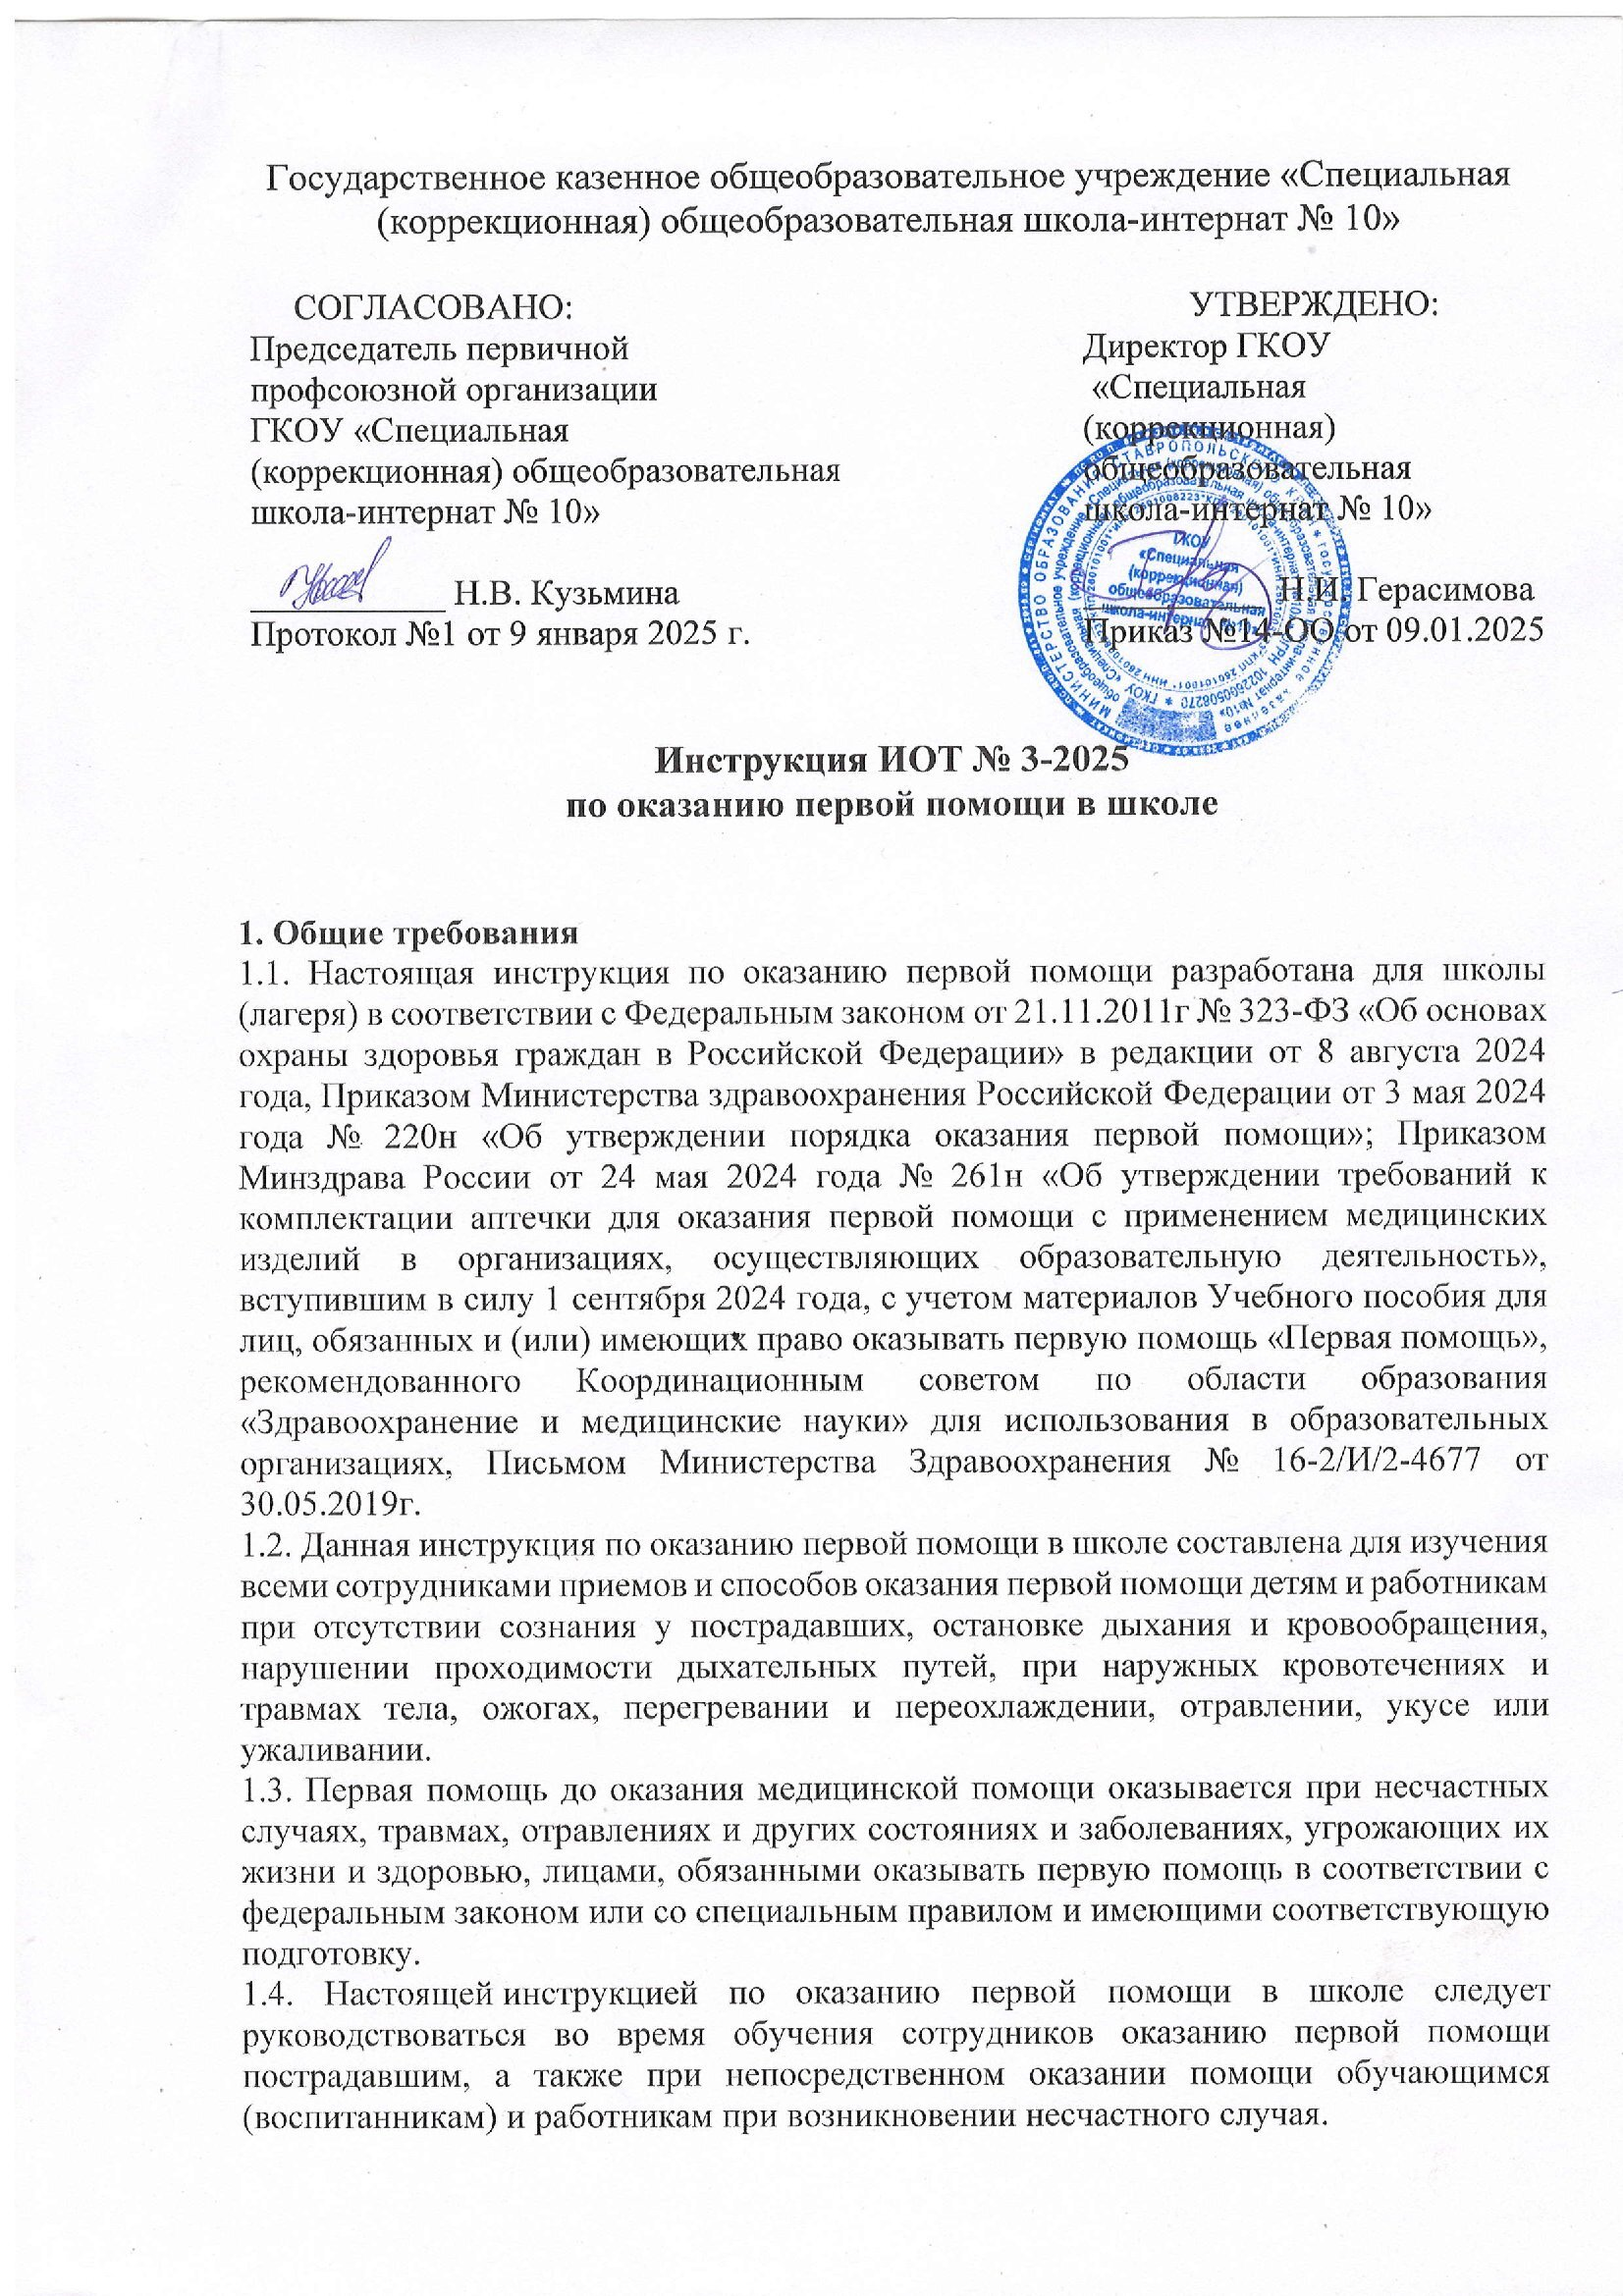 Государственное казенное общеобразовательное учреждение «Специальная
(коррекционная) общеобразовательная школа-интернат № 10»
СОГЛАСОВАНО:
Председатель первичной
профсоюзной организации
ГКОУ «Специальная
(коррекционная) общеобразовательная
школа-интернат № 10»
Н.В. Кузьмина
Протокол №1 от 9 января 2025 г.
УТВЕРЖДЕНО:
Директор ГКОУ
«Специальная
(коррекционная)
общеобразовательная
школа-интернат № 10»
Н.И. Герасимова
Приказ №14-ОО от 09.01.2025
ГКОУ
«Специальная
(коррекционная)
общеобразовательная
школа-интернат №10»
Инструкция ИОТ № 3-2025
по оказанию первой помощи в школе
1. Общие требования
1.1. Настоящая инструкция по оказанию первой помощи разработана для школы
(лагеря) в соответствии с Федеральным законом от 21.11.2011г № 323-ФЗ «Об основах
охраны здоровья граждан в Российской Федерации» в редакции от 8 августа 2024
года, Приказом Министерства здравоохранения Российской Федерации от 3 мая 2024
года № 220н «Об утверждении порядка оказания первой помощи»; Приказом
Минздрава России от 24 мая 2024 года № 261н «Об утверждении требований к
комплектации аптечки для оказания первой помощи с применением медицинских
изделий в организациях, осуществляющих образовательную деятельность»,
вступившим в силу 1 сентября 2024 года, с учетом материалов Учебного пособия для
лиц, обязанных и (или) имеющих право оказывать первую помощь «Первая помощь»,
рекомендованного Координационным советом по области образования
«Здравоохранение и медицинские науки» для использования в образовательных
организациях, Письмом Министерства Здравоохранения № 16-2/И/2-4677 от
30.05.2019г.
1.2. Данная инструкция по оказанию первой помощи в школе составлена для изучения
всеми сотрудниками приемов и способов оказания первой помощи детям и работникам
при отсутствии сознания у пострадавших, остановке дыхания и кровообращения,
нарушении проходимости дыхательных путей, при наружных кровотечениях и
травмах тела, ожогах, перегревании и переохлаждении, отравлении, укусе или
ужаливании.
1.3. Первая помощь до оказания медицинской помощи оказывается при несчастных
случаях, травмах, отравлениях и других состояниях и заболеваниях, угрожающих их
жизни и здоровью, лицами, обязанными оказывать первую помощь в соответствии с
федеральным законом или со специальным правилом и имеющими соответствующую
подготовку.
1.4. Настоящей инструкцией по оказанию первой помощи в школе следует
руководствоваться во время обучения сотрудников оказанию первой помощи
пострадавшим, а также при непосредственном оказании помощи обучающимся
(воспитанникам) и работникам при возникновении несчастного случая.